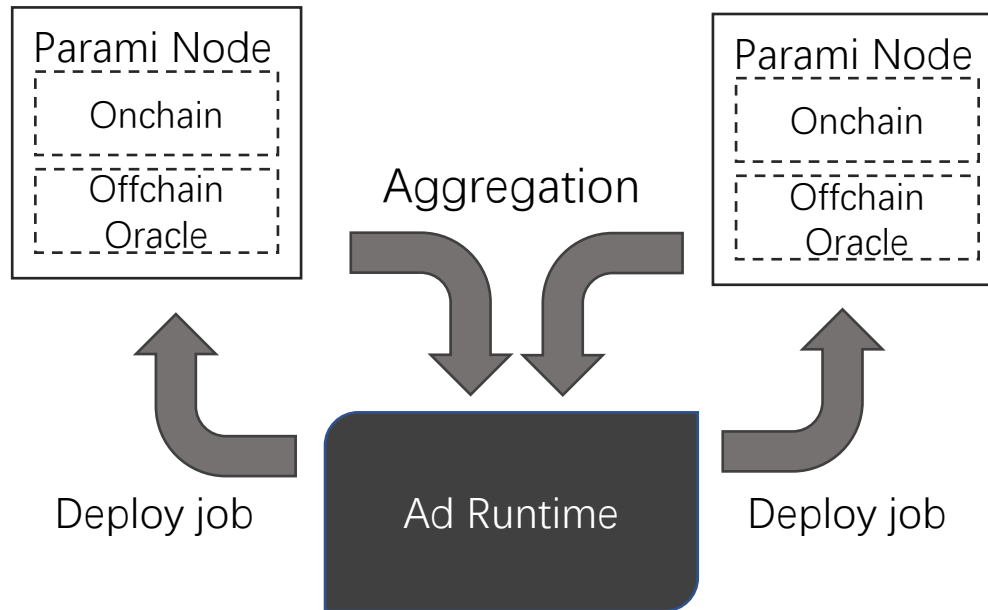 Parami Node
Onchain
Offchain
Oracle
Parami Node
Onchain
Offchain
Oracle
Aggregation
Deploy job
Ad Runtime
Deploy job